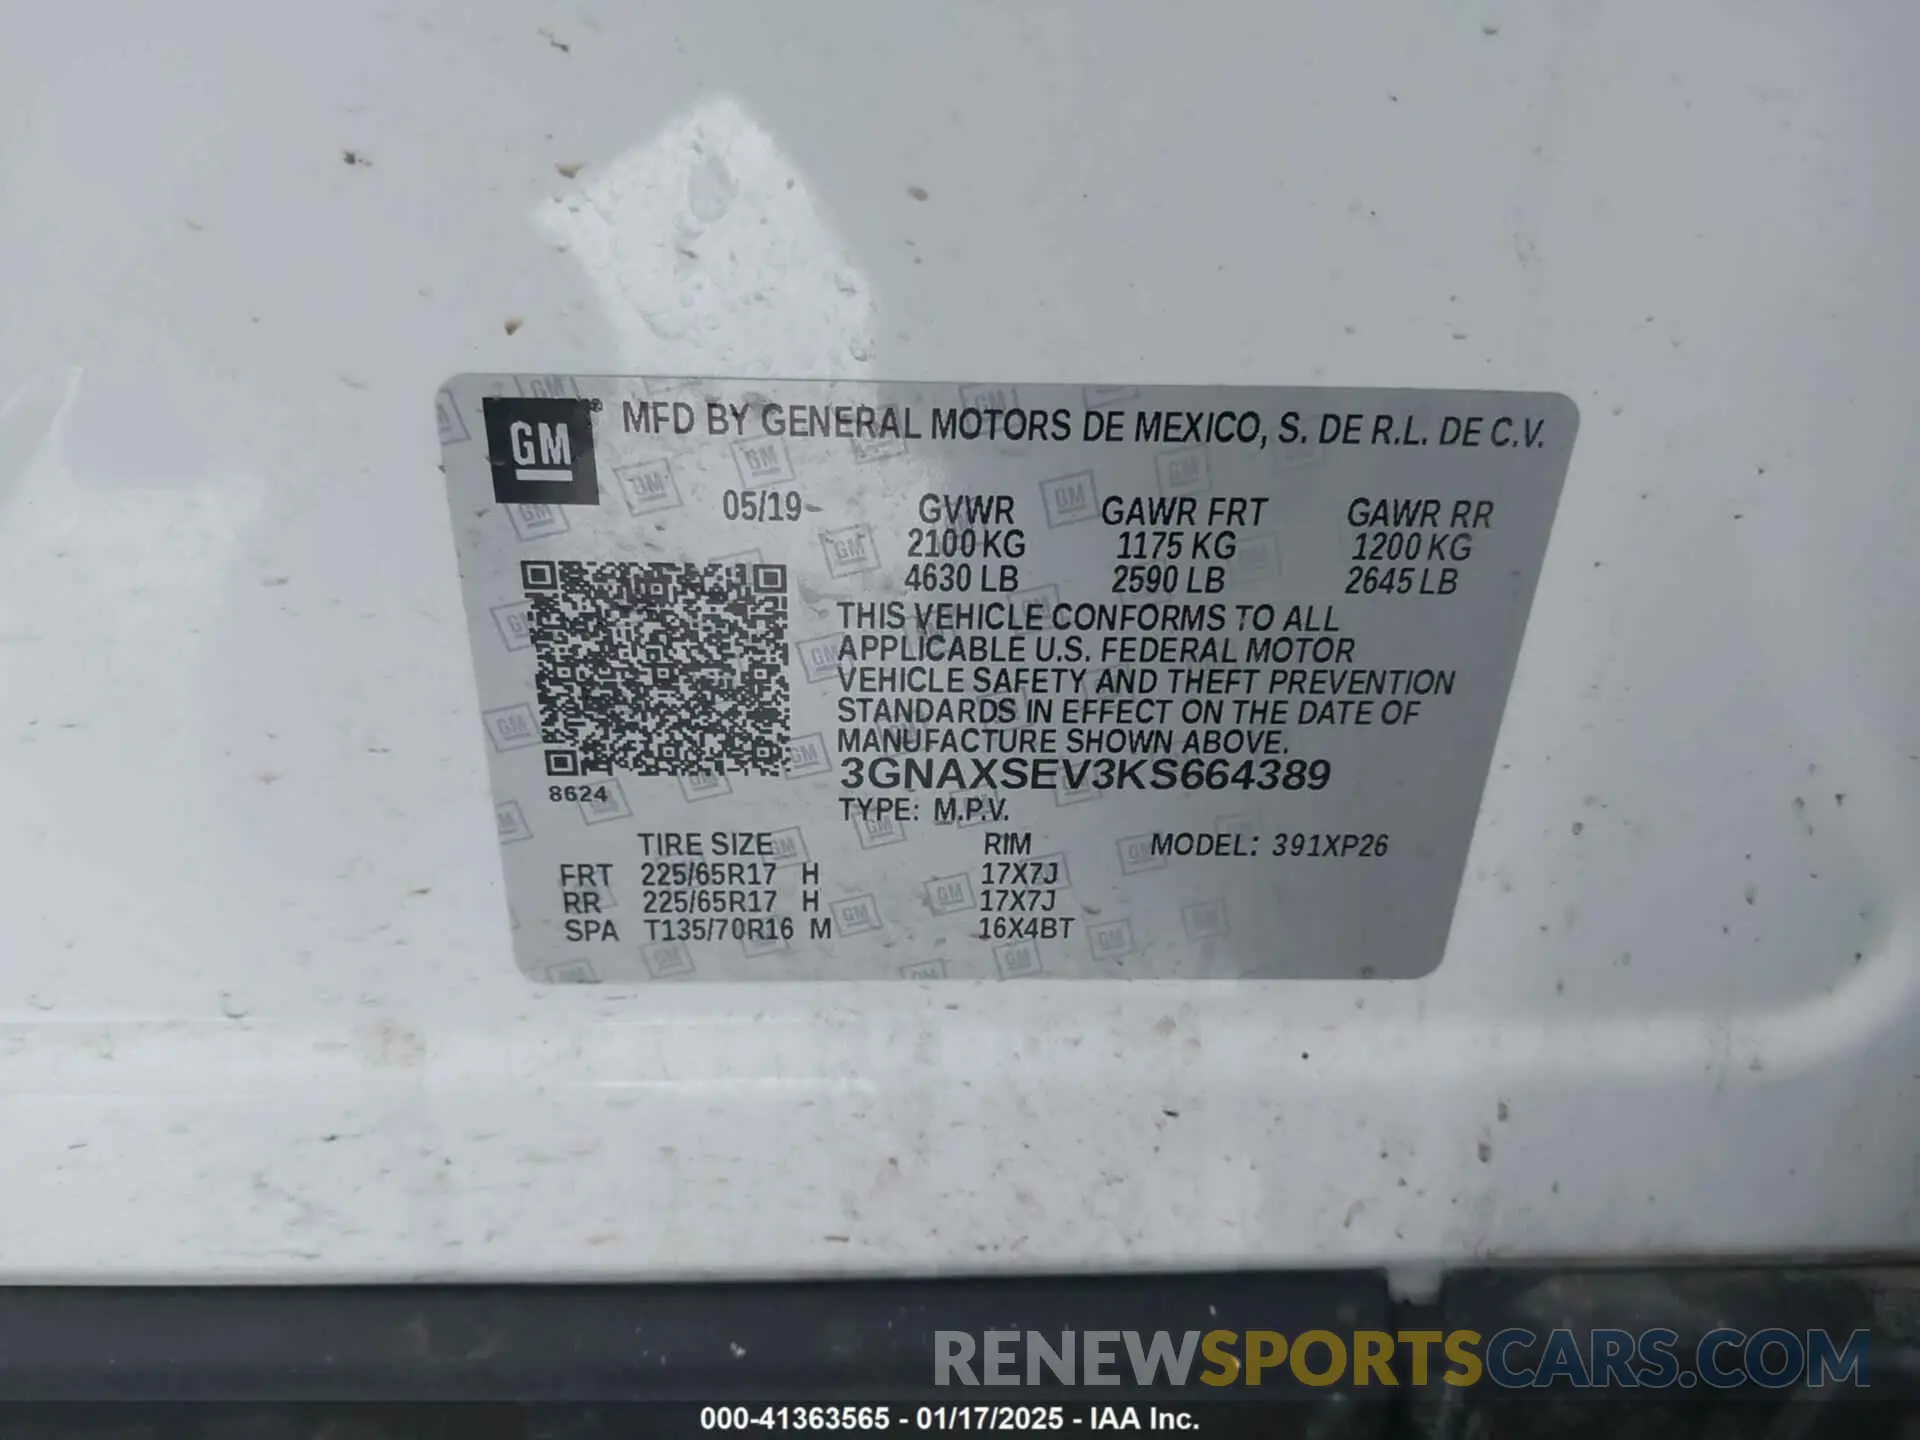 GM® MFD BY GENERAL MOTORS DE MEXICO, S. DE R.L. DE C.V.
05/19 GVWR GAWR FRT GAWR RR
2100 KG 1175 KG 1200 KG
4630 LB 2590 LB 2645 LB
THIS VEHICLE CONFORMS TO ALL
APPLICABLE U.S. FEDERAL MOTOR
VEHICLE SAFETY AND THEFT PREVENTION
STANDARDS IN EFFECT ON THE DATE OF
MANUFACTURE SHOWN ABOVE.
3GNAXSEV3KS664389
8624
TYPE: M.P.V.
TIRE SIZE RIM MODEL: 391XP26
FRT 225/65R17 H 17X7J
RR 225/65R17 H 17X7J
SPA T135/70R16 M 16X4BT
RENEWSPORTSCARS.COM
000-41363565 - 01/17/2025 - IAA Inc.